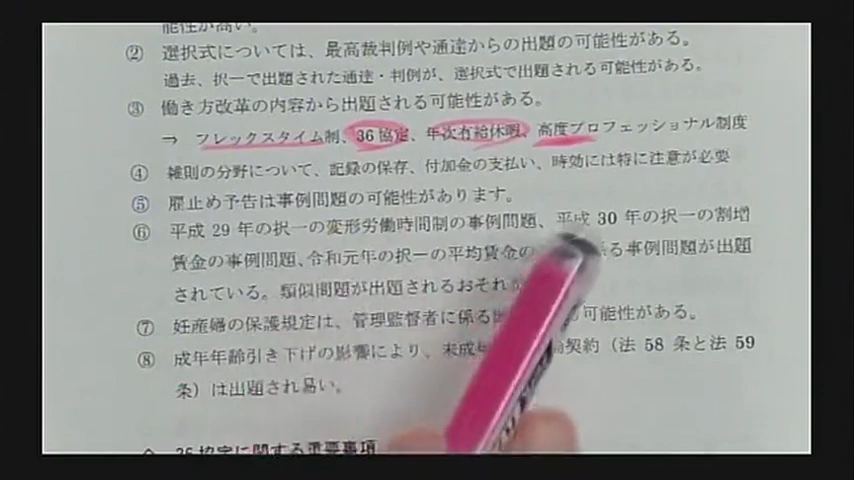 能性が高い。
② 選択式については、最高裁判例や通達からの出題の可能性がある。
過去、択一で出題された通達・判例が、選択式で出題される可能性がある。
③ 働き方改革の内容から出題される可能性がある。
⇒ フレックスタイム制、36協定、年次有給休暇、高度プロフェッショナル制度
④ 雑則の分野について、記録の保存、付加金の支払い、時効には特に注意が必要
⑤ 雇止め予告は事例問題の可能性があります。
⑥ 平成 29 年の択一の変形労働時間制の事例問題、平成 30 年の択一の割増
賃金の事例問題、令和元年の択一の平均賃金の る事例問題が出題
されている。類似問題が出題されるおそれ
⑦ 妊産婦の保護規定は、管理監督者に係る 可能性がある。
⑧ 成年年齢引き下げの影響により、未成 契約(法 58 条と法 59
条)は出題され易い。
36協定に関する重要事項